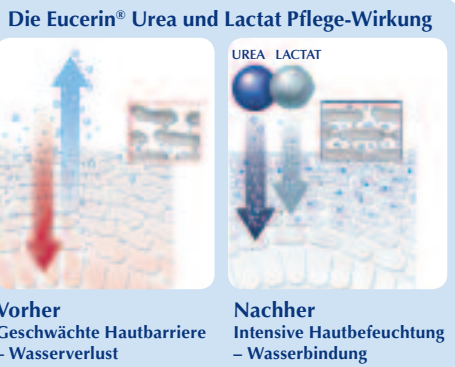 Die Eucerin® Urea und Lactat Pflege-Wirkung
UREA LACTAT
Vorher
Geschwächte Hautbarriere
– Wasserverlust
Nachher
Intensive Hautbefeuchtung
– Wasserbindung